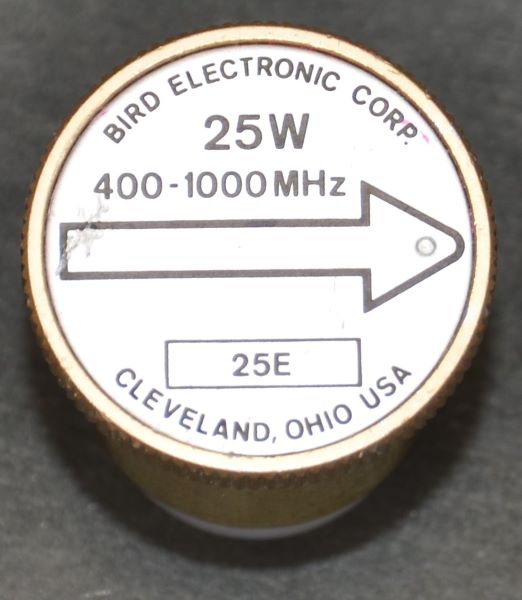 BIRD ELECTRONIC CORP.
25W
400-1000MHz
25E
CLEVELAND, OHIO USA